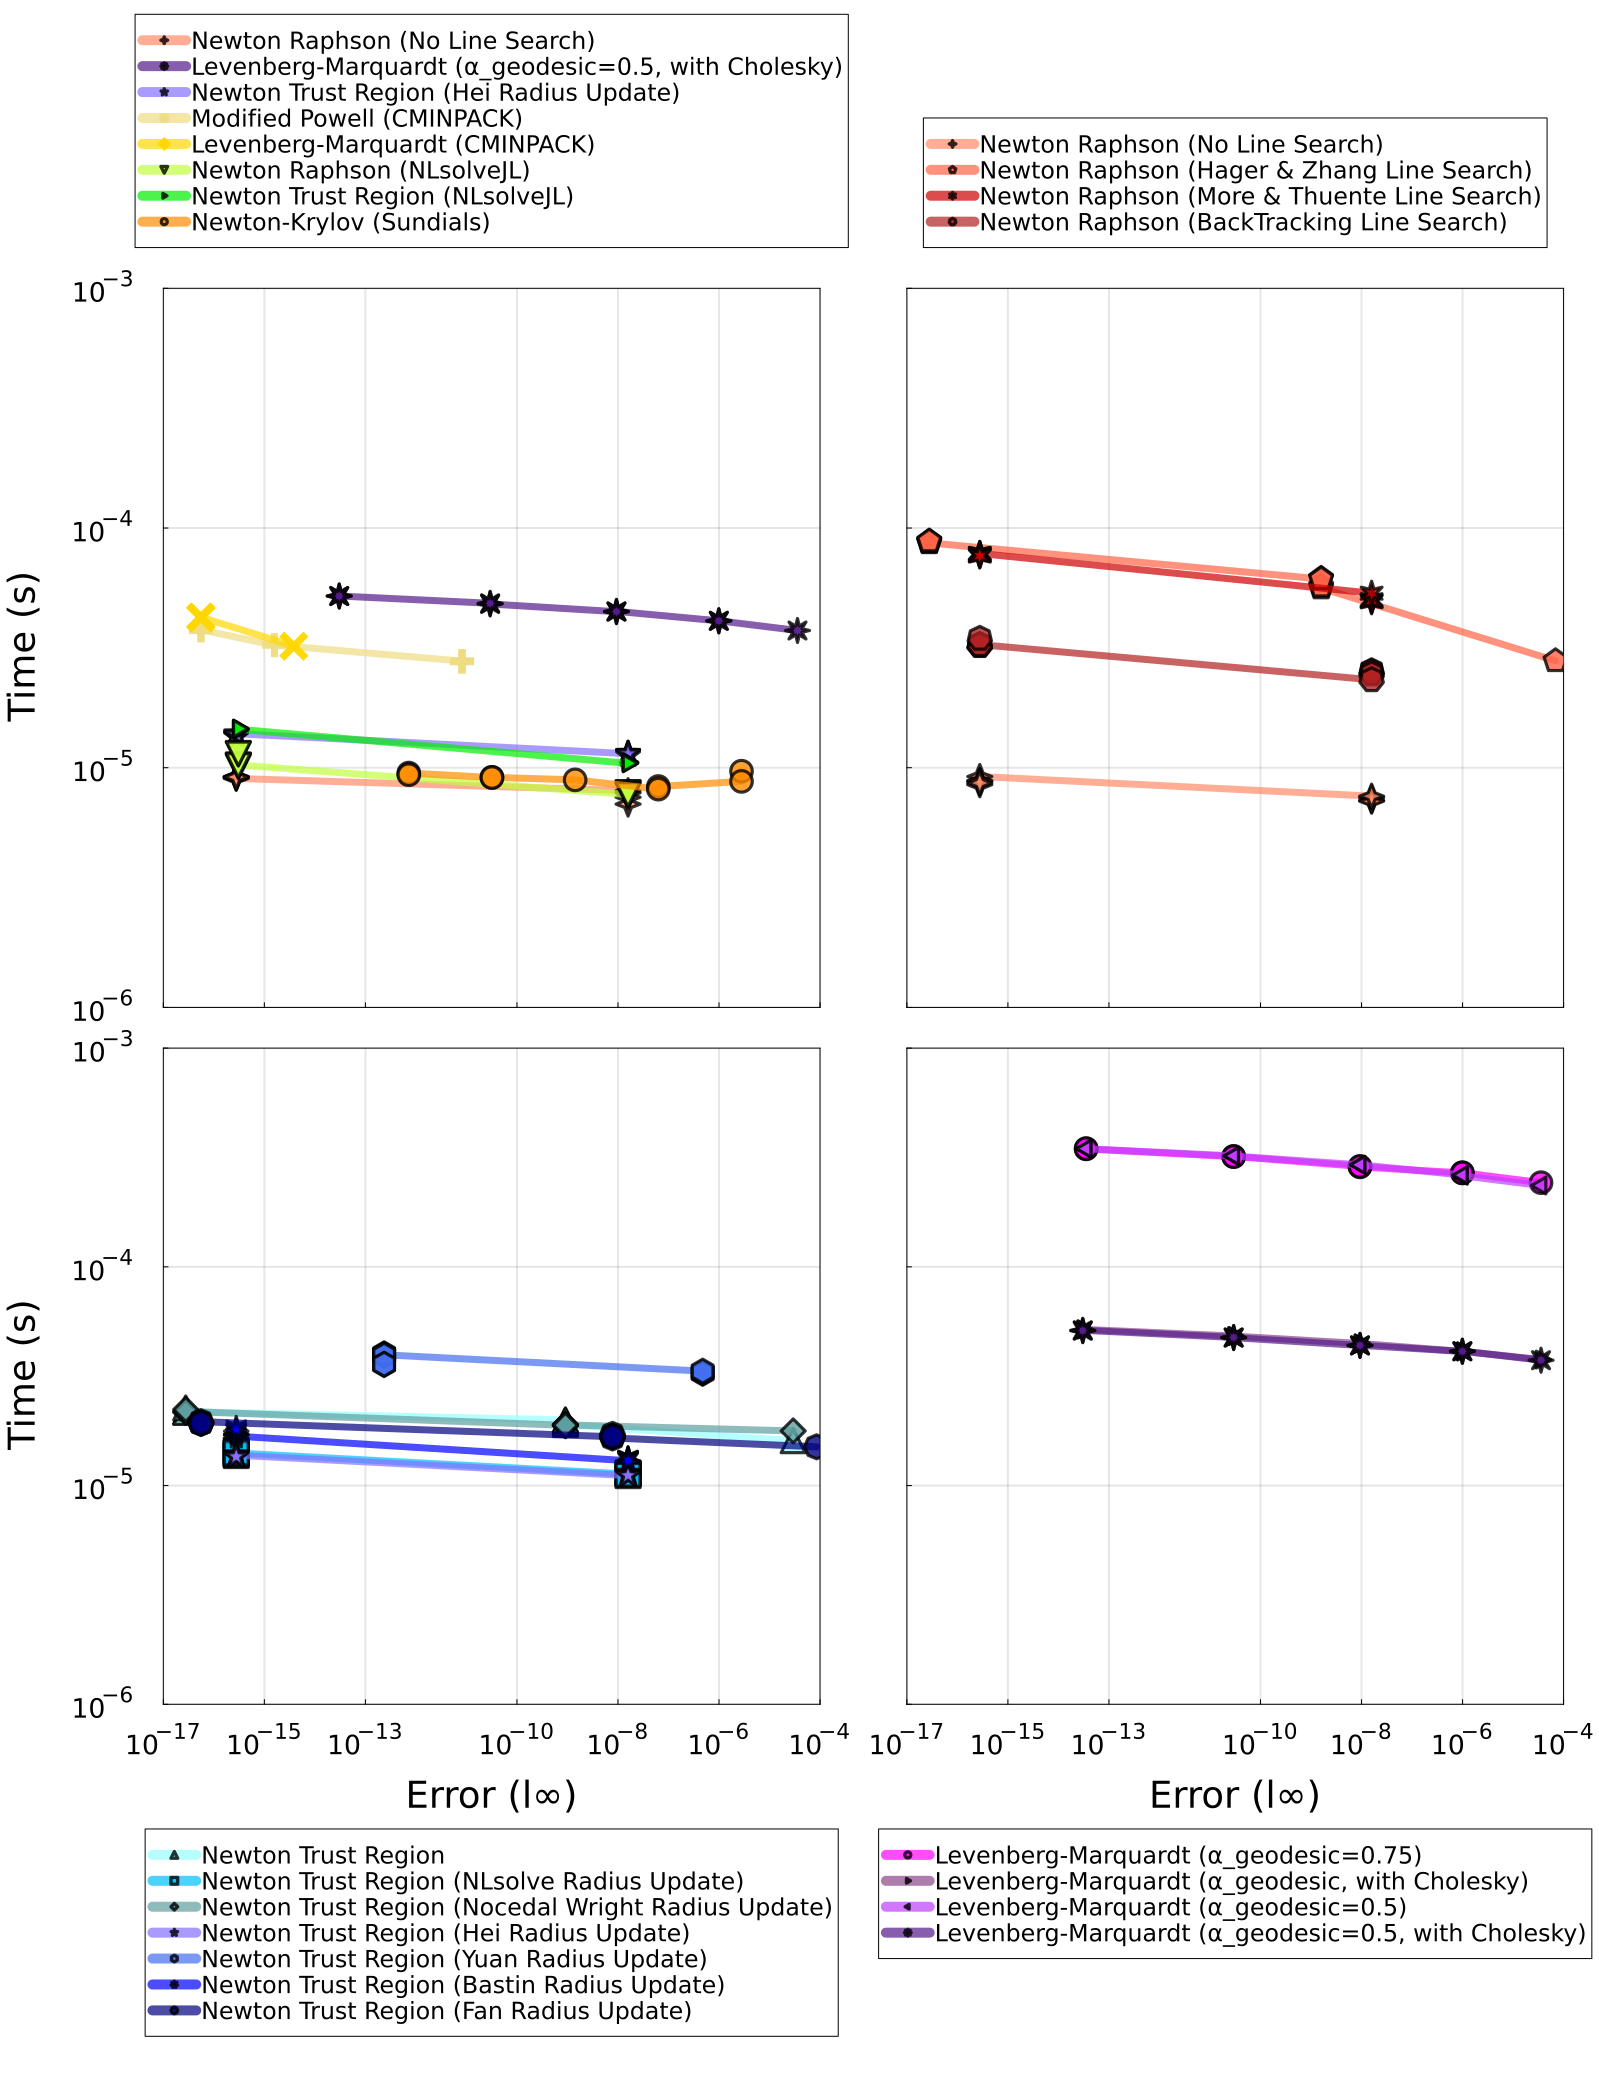 Newton Raphson (No Line Search)
Levenberg-Marquardt (α_geodesic=0.5, with Cholesky)
Newton Trust Region (Hei Radius Update)
Modified Powell (CMINPACK)
Levenberg-Marquardt (CMINPACK)
Newton Raphson (NLsolveJL)
Newton Trust Region (NLsolveJL)
Newton-Krylov (Sundials)
Newton Raphson (No Line Search)
Newton Raphson (Hager & Zhang Line Search)
Newton Raphson (More & Thuente Line Search)
Newton Raphson (BackTracking Line Search)
10⁻³
10⁻⁴
10⁻⁵
10⁻⁶
Time (s)
10⁻³
10⁻⁴
10⁻⁵
10⁻⁶
Time (s)
10⁻¹⁷ 10⁻¹⁵ 10⁻¹³ 10⁻¹⁰ 10⁻⁸ 10⁻⁶ 10⁻⁴
Error (l∞)
10⁻¹⁷ 10⁻¹⁵ 10⁻¹³ 10⁻¹⁰ 10⁻⁸ 10⁻⁶ 10⁻⁴
Error (l∞)
Newton Trust Region
Newton Trust Region (NLsolve Radius Update)
Newton Trust Region (Nocedal Wright Radius Update)
Newton Trust Region (Hei Radius Update)
Newton Trust Region (Yuan Radius Update)
Newton Trust Region (Bastin Radius Update)
Newton Trust Region (Fan Radius Update)
Levenberg-Marquardt (α_geodesic=0.75)
Levenberg-Marquardt (α_geodesic, with Cholesky)
Levenberg-Marquardt (α_geodesic=0.5)
Levenberg-Marquardt (α_geodesic=0.5, with Cholesky)